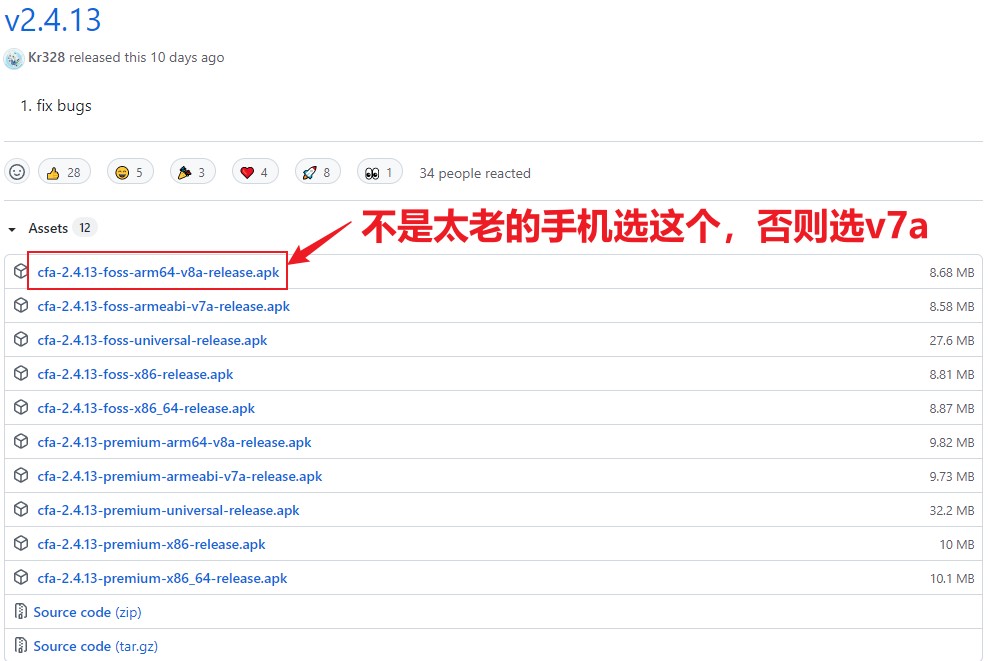 v2.4.13
Kr328 released this 10 days ago
1. fix bugs
28 5 3 4 8 1 34 people reacted
不是太老的手机选这个，否则选v7a
Assets 12
cfa-2.4.13-foss-arm64-v8a-release.apk 8.68 MB
cfa-2.4.13-foss-armeabi-v7a-release.apk 8.58 MB
cfa-2.4.13-foss-universal-release.apk 27.6 MB
cfa-2.4.13-foss-x86-release.apk 8.81 MB
cfa-2.4.13-foss-x86_64-release.apk 8.87 MB
cfa-2.4.13-premium-arm64-v8a-release.apk 9.82 MB
cfa-2.4.13-premium-armeabi-v7a-release.apk 9.73 MB
cfa-2.4.13-premium-universal-release.apk 32.2 MB
cfa-2.4.13-premium-x86-release.apk 10 MB
cfa-2.4.13-premium-x86_64-release.apk 10.1 MB
Source code (zip)
Source code (tar.gz)